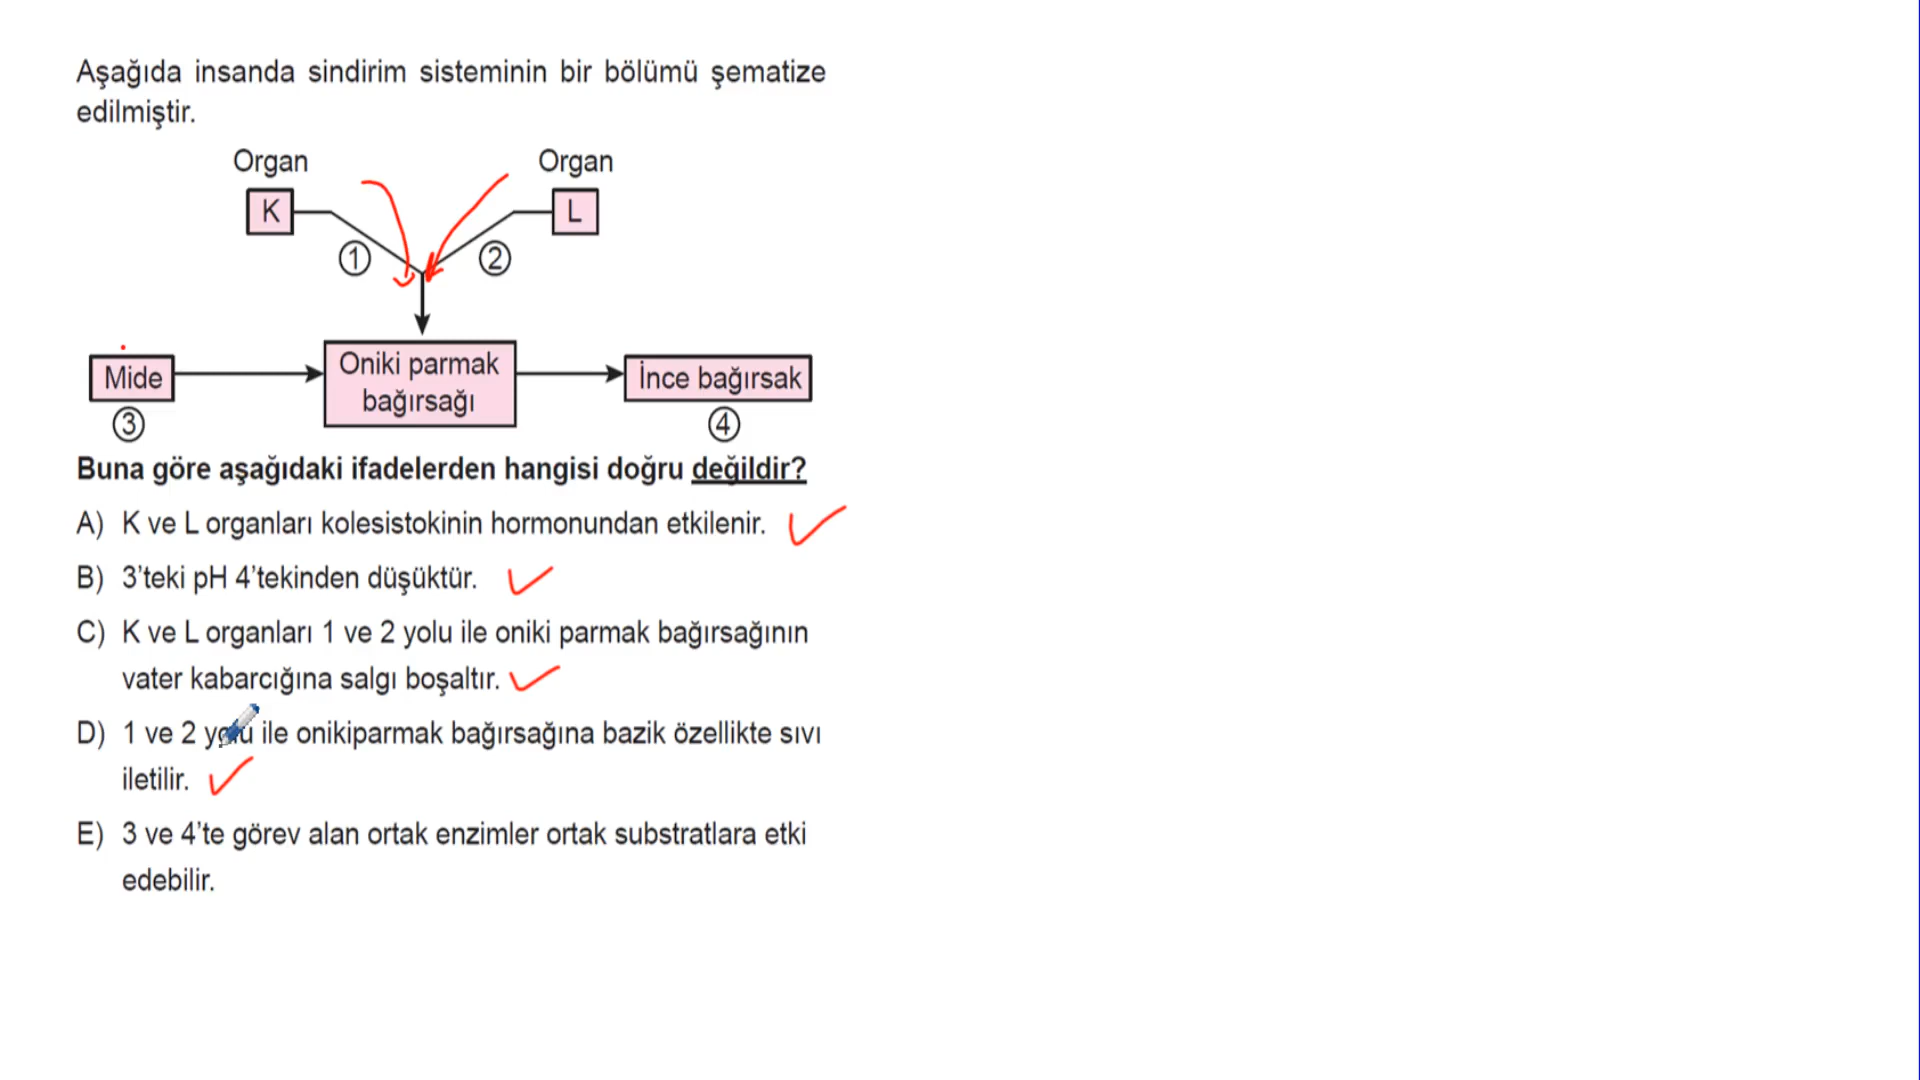 Aşağıda insanda sindirim sisteminin bir bölümü şematize
edilmiştir.
Organ
Organ
K
L
①
②
Mide
Oniki parmak
bağırsağı
İnce bağırsak
③
④
Buna göre aşağıdaki ifadelerden hangisi doğru değildir?
A) K ve L organları kolesistokinin hormonundan etkilenir.
B) 3’teki pH 4’tekinden düşüktür.
C) K ve L organları 1 ve 2 yolu ile oniki parmak bağırsağının
vater kabarcığına salgı boşaltır.
D) 1 ve 2 yolu ile onikiparmak bağırsağına bazik özellikte sıvı
iletilir.
E) 3 ve 4’te görev alan ortak enzimler ortak substratlara etki
edebilir.